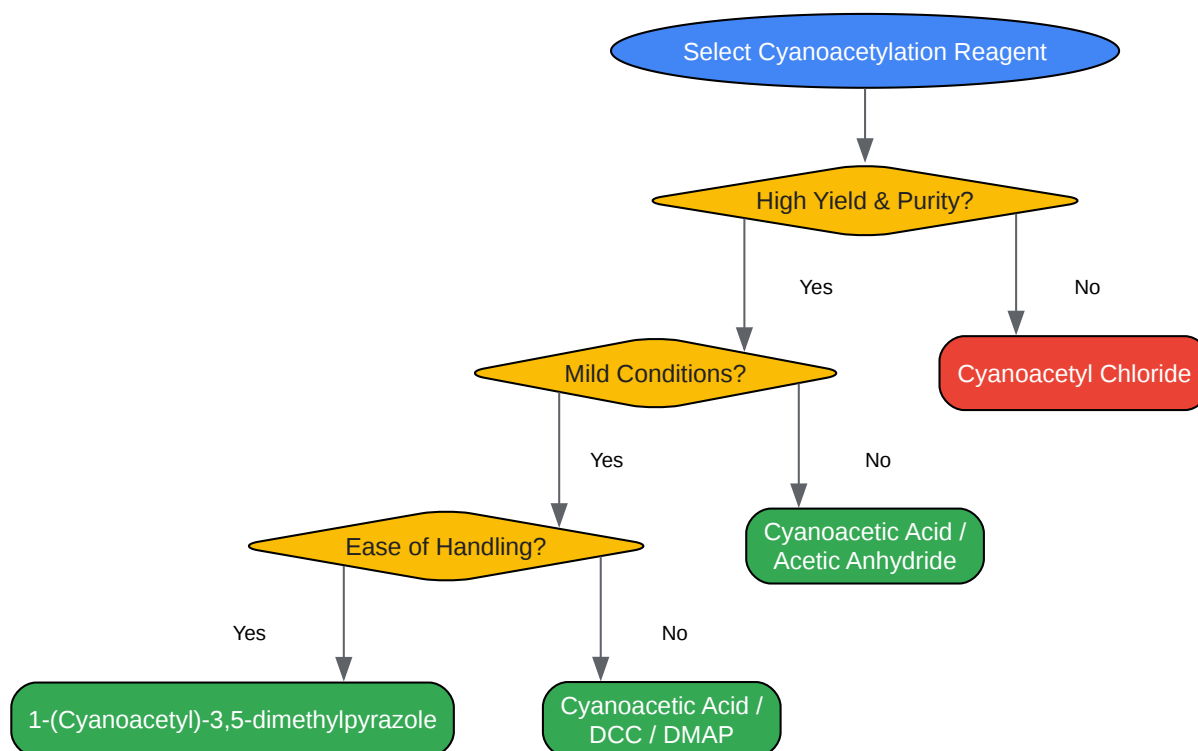 Select Cyanoacetylation Reagent
High Yield & Purity?
Yes
No
Mild Conditions?
Cyanoacetyl Chloride
Yes
No
Ease of Handling?
Cyanoacetic Acid /
Acetic Anhydride
Yes
No
1-(Cyanoacetyl)-3,5-dimethylpyrazole
Cyanoacetic Acid /
DCC / DMAP